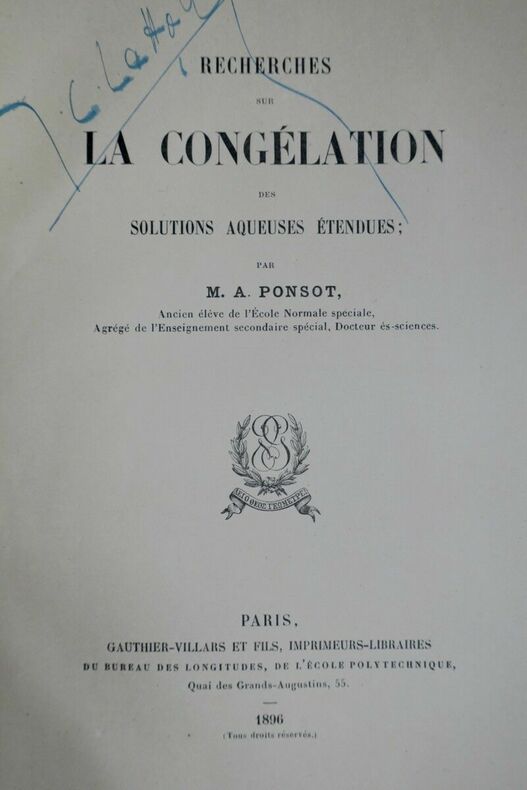 RECHERCHES
SUR
LA CONGÉLATION
DES
SOLUTIONS AQUEUSES ÉTENDUES;
PAR
M. A. PONSOT,
Ancien élève de l'École Normale spéciale,
Agrégé de l'Enseignement secondaire spécial, Docteur ès-sciences.
PARIS,
GAUTHIER-VILLARS ET FILS, IMPRIMEURS-LIBRAIRES
DU BUREAU DES LONGITUDES, DE L'ÉCOLE POLYTECHNIQUE,
Quai des Grands-Augustins, 55.
1896
(Tous droits réservés.)